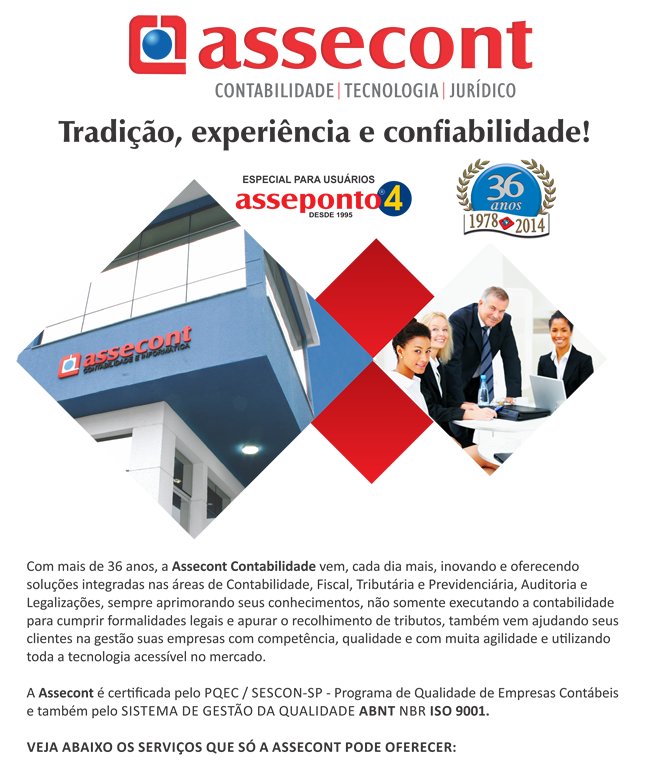 assecont
CONTABILIDADE | TECNOLOGIA | JURÍDICO
Tradição, experiência e confiabilidade!
ESPECIAL PARA USUÁRIOS
asseponto®4
DESDE 1995
36
anos
1978 2014
assecont
CONTABILIDADE E INFORMÁTICA
Com mais de 36 anos, a Assecont Contabilidade vem, cada dia mais, inovando e oferecendo
soluções integradas nas áreas de Contabilidade, Fiscal, Tributária e Previdenciária, Auditoria e
Legalizações, sempre aprimorando seus conhecimentos, não somente executando a contabilidade
para cumprir formalidades legais e apurar o recolhimento de tributos, também vem ajudando seus
clientes na gestão suas empresas com competência, qualidade e com muita agilidade e utilizando
toda a tecnologia acessível no mercado.
A Assecont é certificada pelo PQEC / SESCON-SP - Programa de Qualidade de Empresas Contábeis
e também pelo SISTEMA DE GESTÃO DA QUALIDADE ABNT NBR ISO 9001.
VEJA ABAIXO OS SERVIÇOS QUE SÓ A ASSECONT PODE OFERECER: